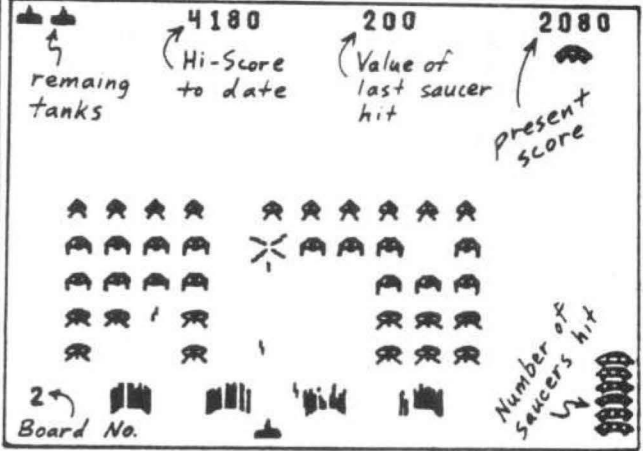 4180
200
2080
remaing
tanks
Hi-Score
to date
Value of
last saucer
hit
present
score
Number of
saucers hit
2
Board No.